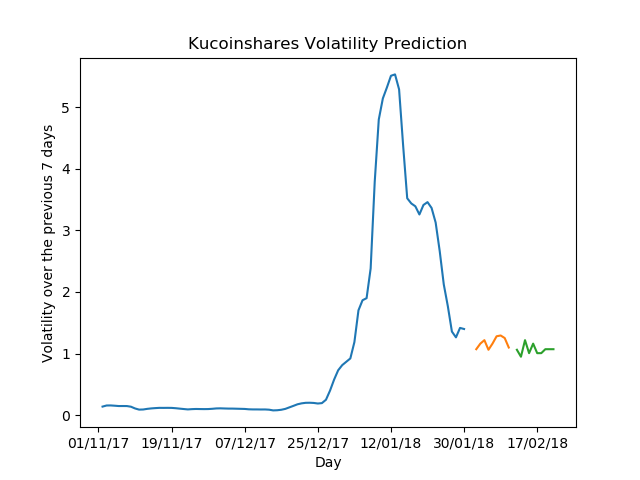 Kucoinshares Volatility Prediction
Volatility over the previous 7 days
5
4
3
2
1
0
01/11/17 19/11/17 07/12/17 25/12/17 12/01/18 30/01/18 17/02/18
Day